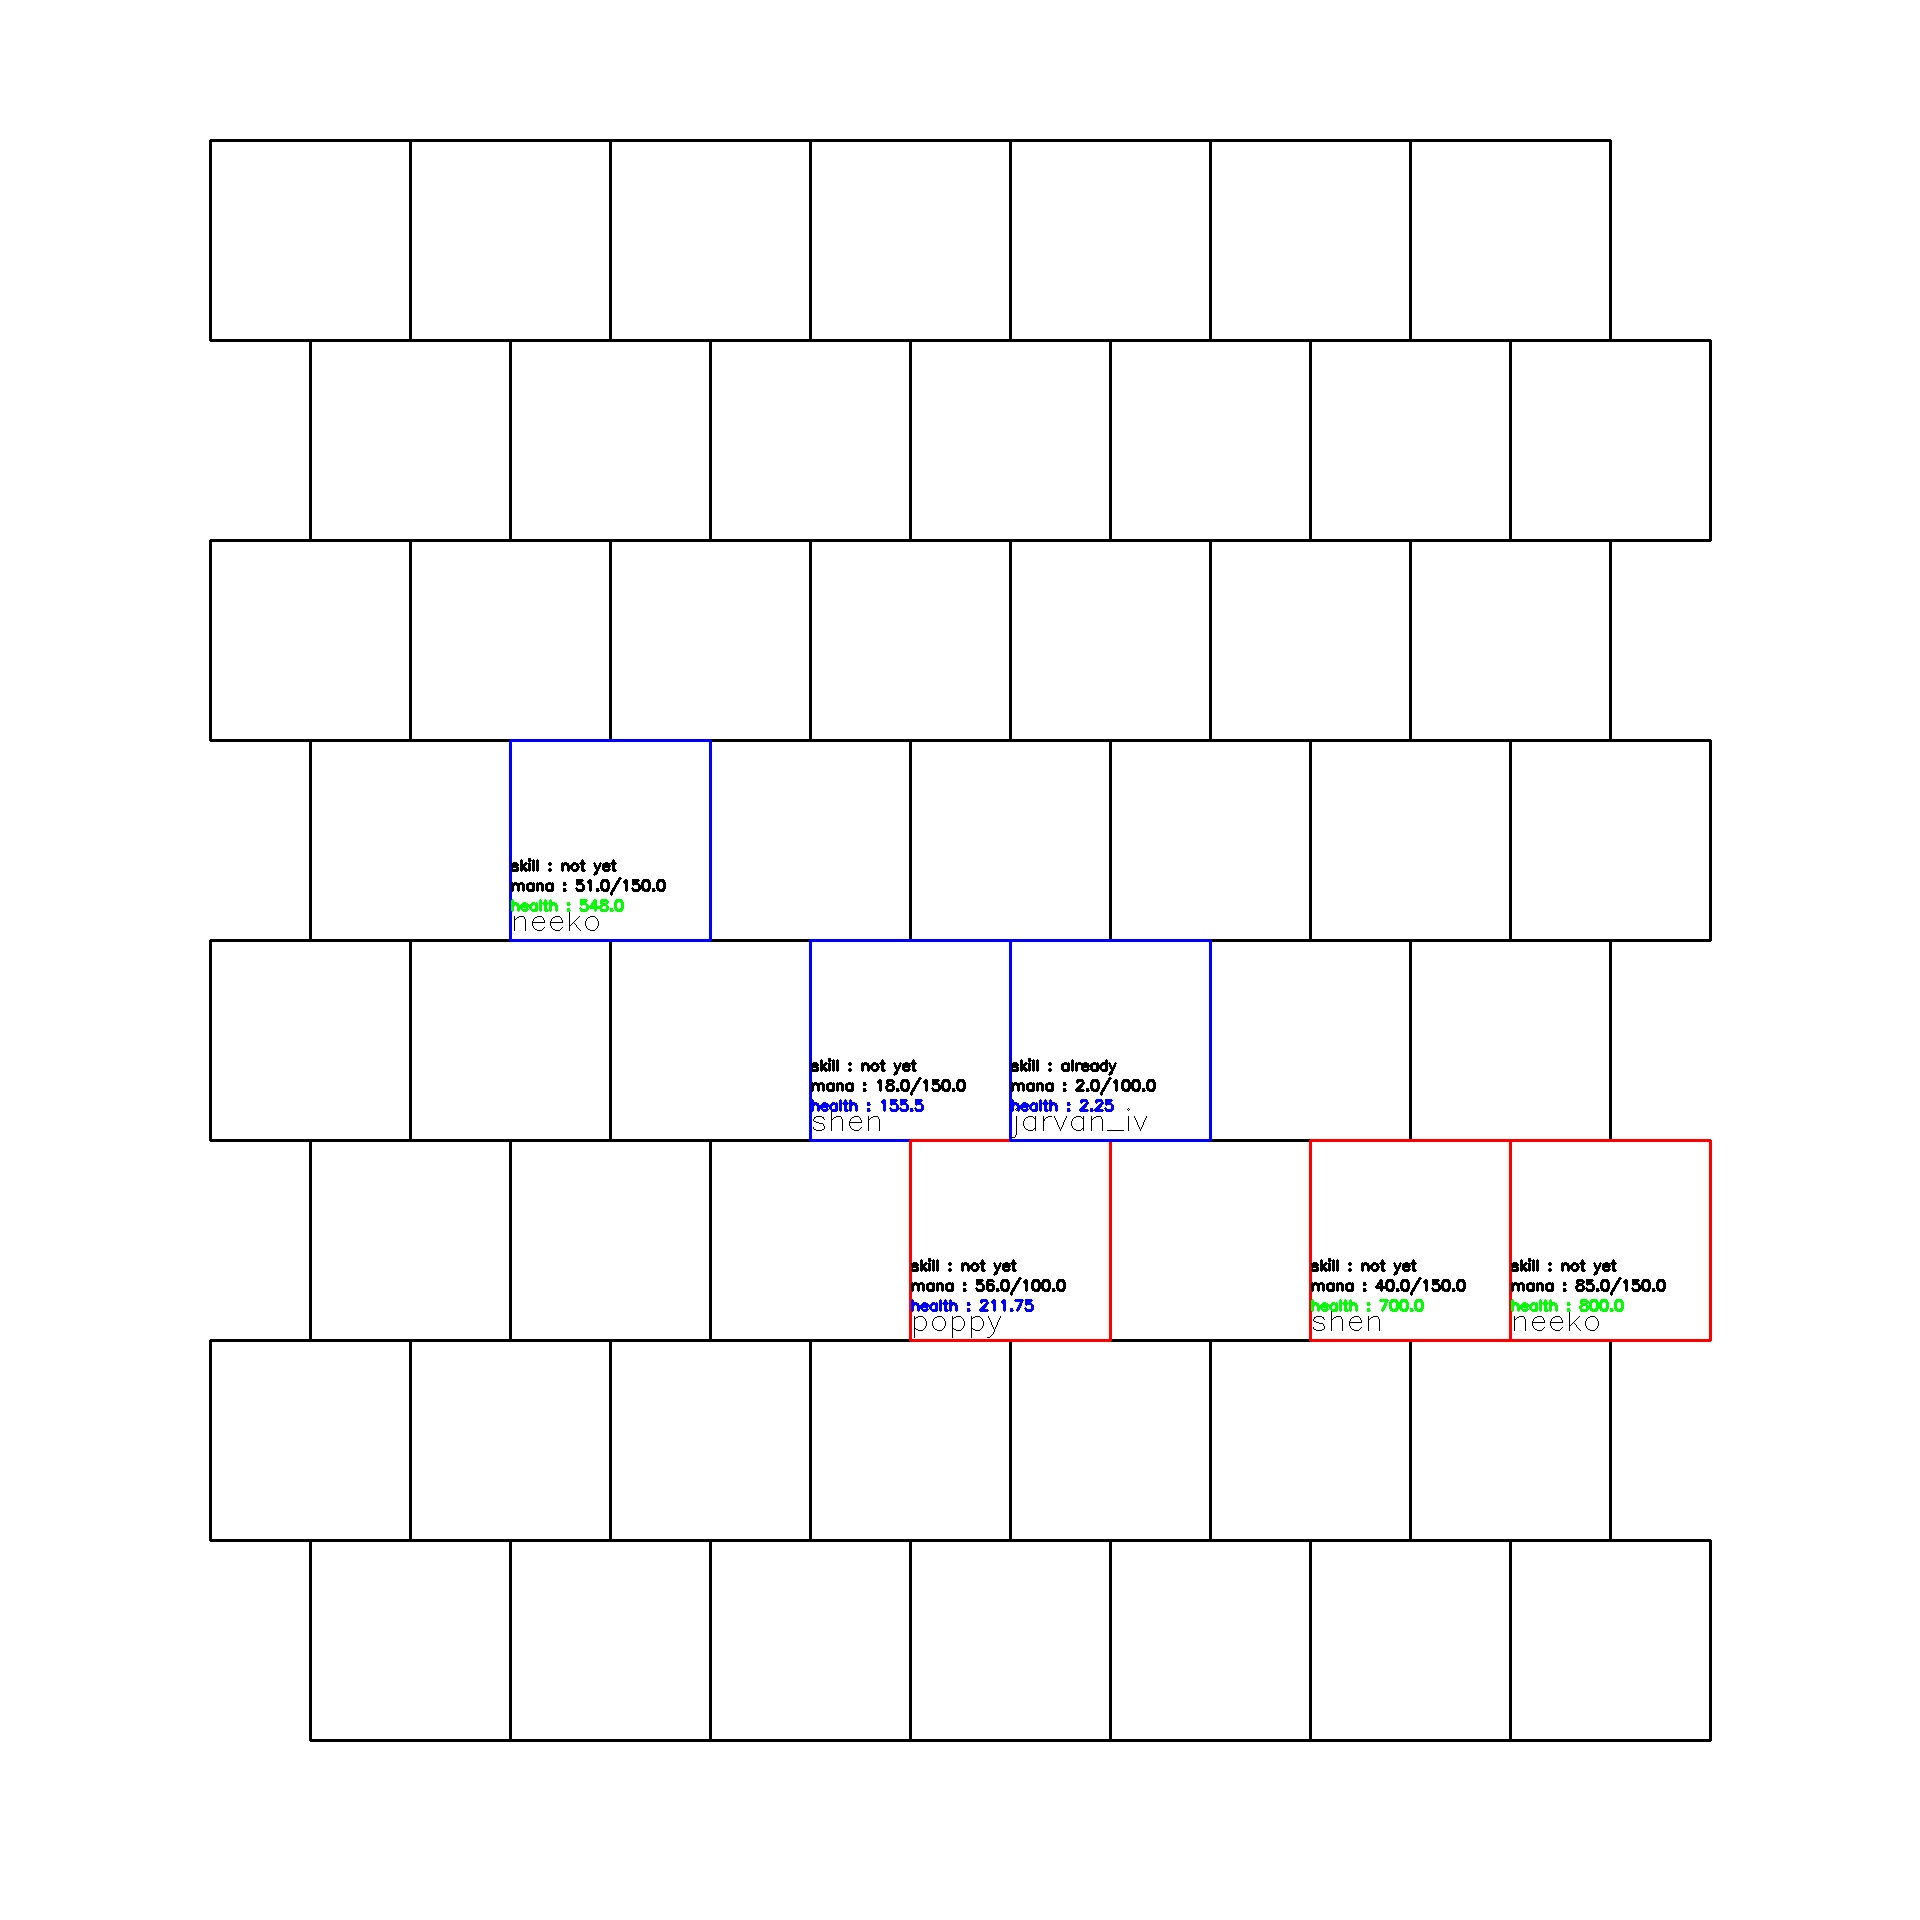 skill : not yet
mana : 51.0/150.0
health : 548.0
neeko
skill : not yet
mana : 18.0/150.0
health : 155.5
shen
skill : already
mana : 2.0/100.0
health : 2.25
jarvan_iv
skill : not yet
mana : 56.0/100.0
health : 211.75
poppy
skill : not yet
mana : 40.0/150.0
health : 700.0
shen
skill : not yet
mana : 85.0/150.0
health : 800.0
neeko